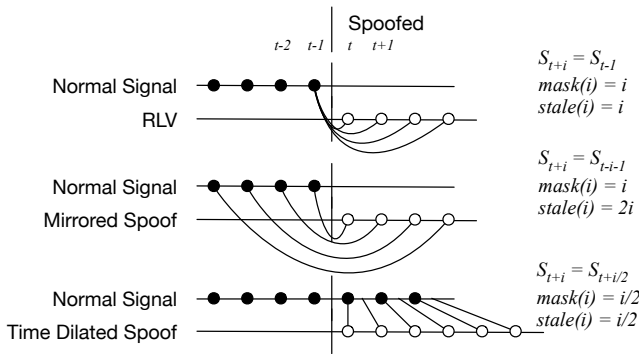 Spoofed
t-2 t-1 t t+1
Normal Signal
RLV
S_{t+i} = S_{t-1}
mask(i) = i
stale(i) = i
Normal Signal
Mirrored Spoof
S_{t+i} = S_{t-i-1}
mask(i) = i
stale(i) = 2i
Normal Signal
Time Dilated Spoof
S_{t+i} = S_{t+i/2}
mask(i) = i/2
stale(i) = i/2